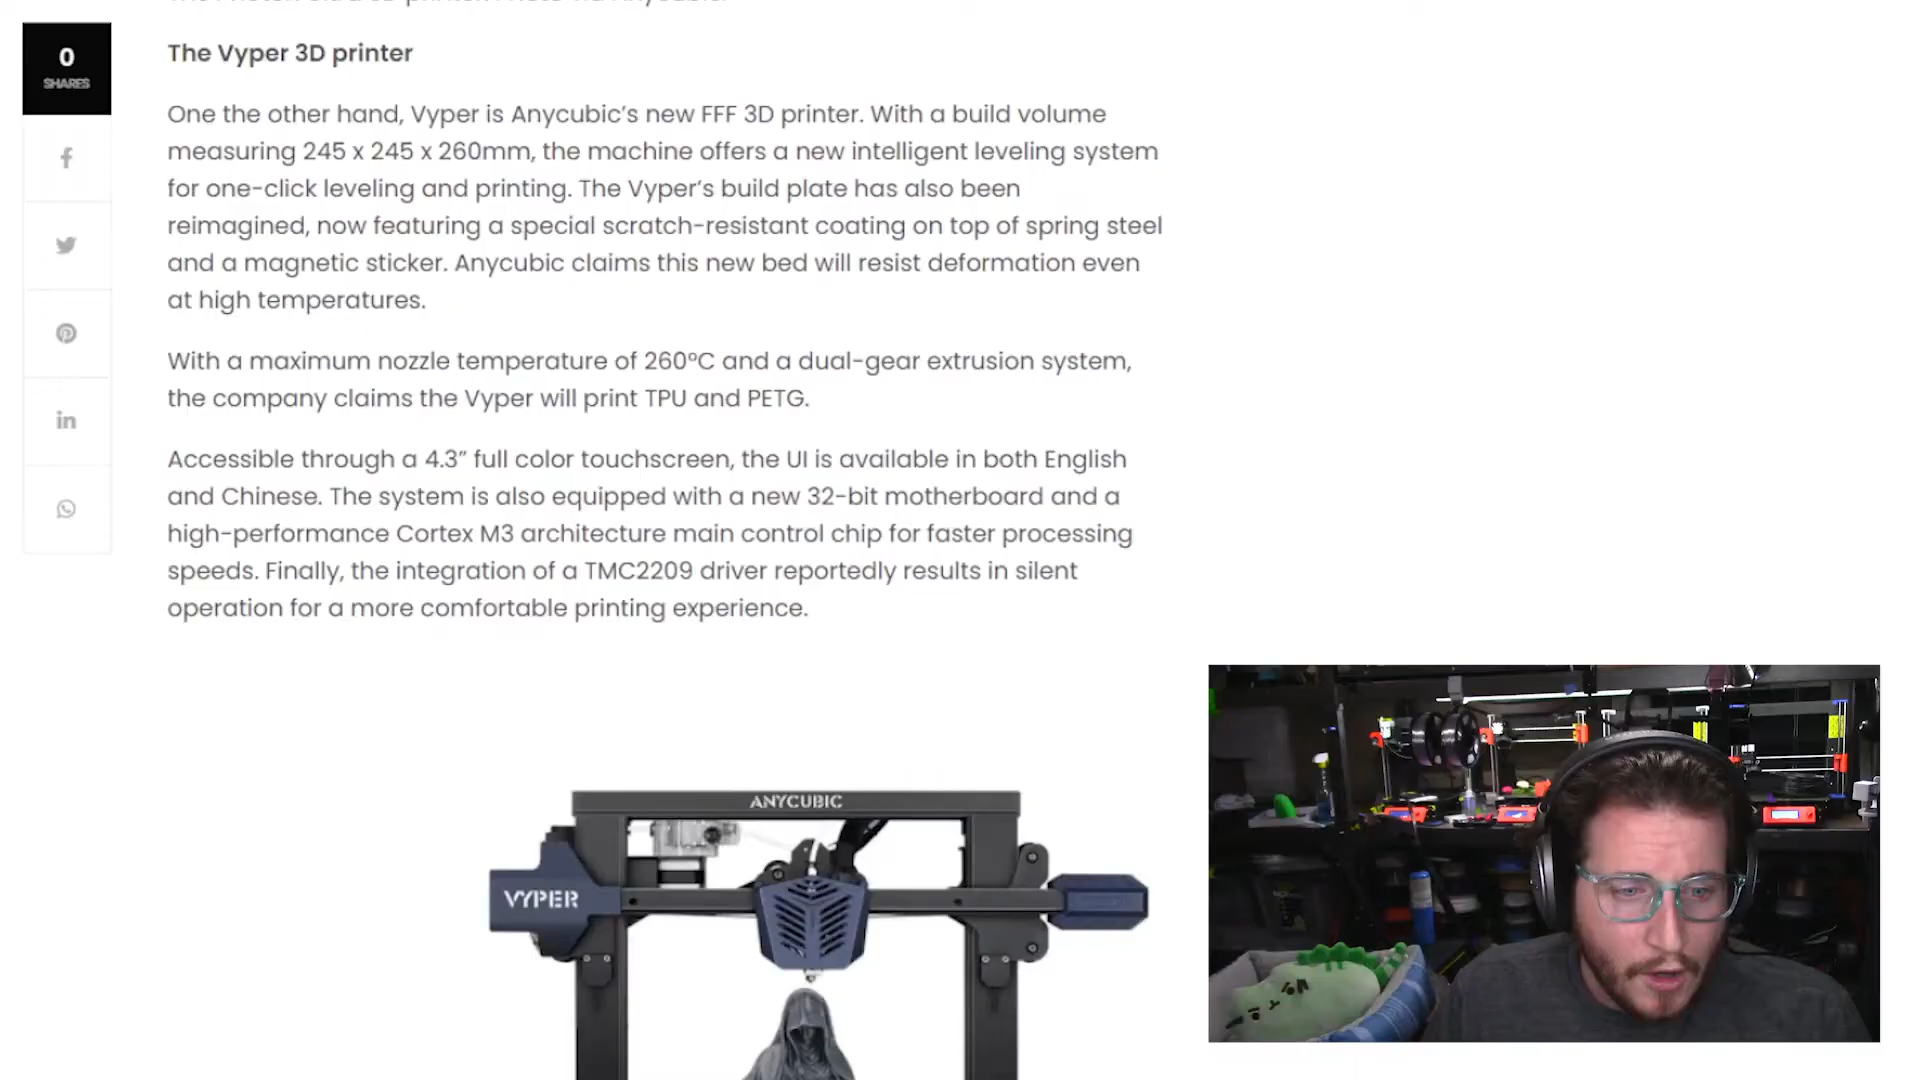 0
SHARES
The Vyper 3D printer
One the other hand, Vyper is Anycubic’s new FFF 3D printer. With a build volume
measuring 245 x 245 x 260mm, the machine offers a new intelligent leveling system
for one-click leveling and printing. The Vyper’s build plate has also been
reimagined, now featuring a special scratch-resistant coating on top of spring steel
and a magnetic sticker. Anycubic claims this new bed will resist deformation even
at high temperatures.
With a maximum nozzle temperature of 260ºC and a dual-gear extrusion system,
the company claims the Vyper will print TPU and PETG.
Accessible through a 4.3” full color touchscreen, the UI is available in both English
and Chinese. The system is also equipped with a new 32-bit motherboard and a
high-performance Cortex M3 architecture main control chip for faster processing
speeds. Finally, the integration of a TMC2209 driver reportedly results in silent
operation for a more comfortable printing experience.
ANYCUBIC
VYPER